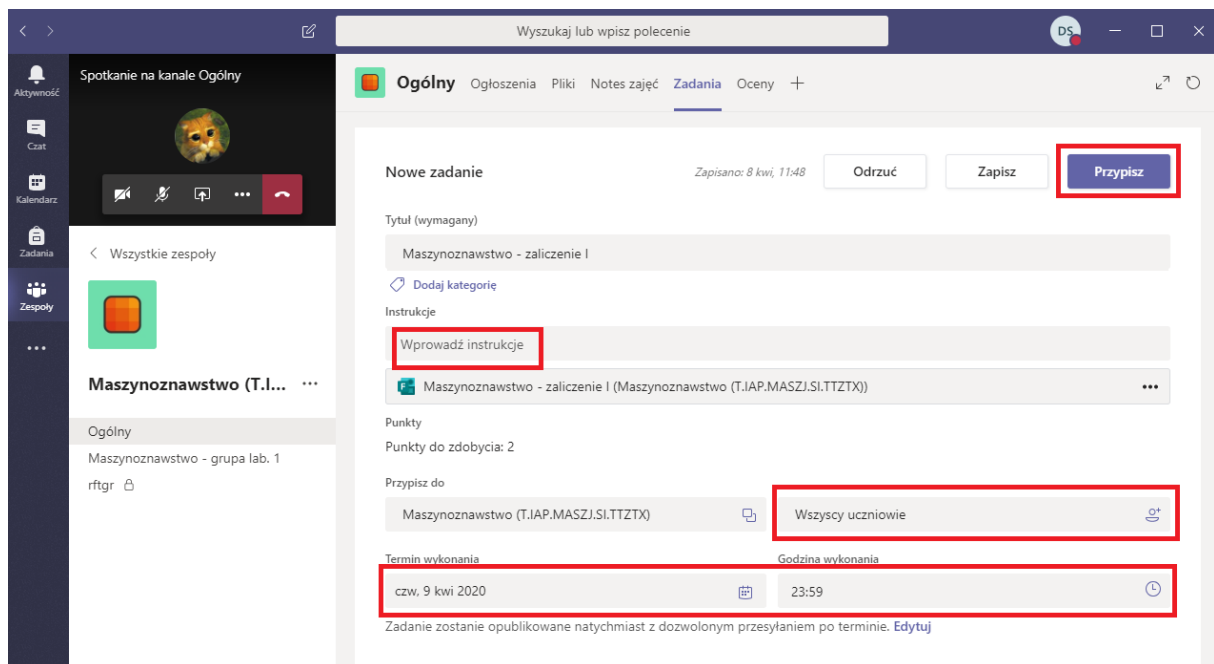 Wyszukaj lub wpisz polecenie
DS
Aktywność
Czat
Kalendarz
Zadania
Zespoły
Spotkanie na kanale Ogólny
Wszystkie zespoły
Maszynoznawstwo (T.I...
Ogólny
Maszynoznawstwo - grupa lab. 1
rftgr
Ogólny Ogłoszenia Pliki Notes zajęć Zadania Oceny
Nowe zadanie Zapisano: 8 kwi, 11:48 Odrzuć Zapisz Przypisz
Tytuł (wymagany)
Maszynoznawstwo - zaliczenie I
Dodaj kategorię
Instrukcje
Wprowadź instrukcje
Maszynoznawstwo - zaliczenie I (Maszynoznawstwo (T.IAP.MASZJ.SI.TTZTX))
Punkty
Punkty do zdobycia: 2
Przypisz do
Maszynoznawstwo (T.IAP.MASZJ.SI.TTZTX) Wszyscy uczniowie
Termin wykonania Godzina wykonania
czw, 9 kwi 2020 23:59
Zadanie zostanie opublikowane natychmiast z dozwolonym przesyłaniem po terminie. Edytuj